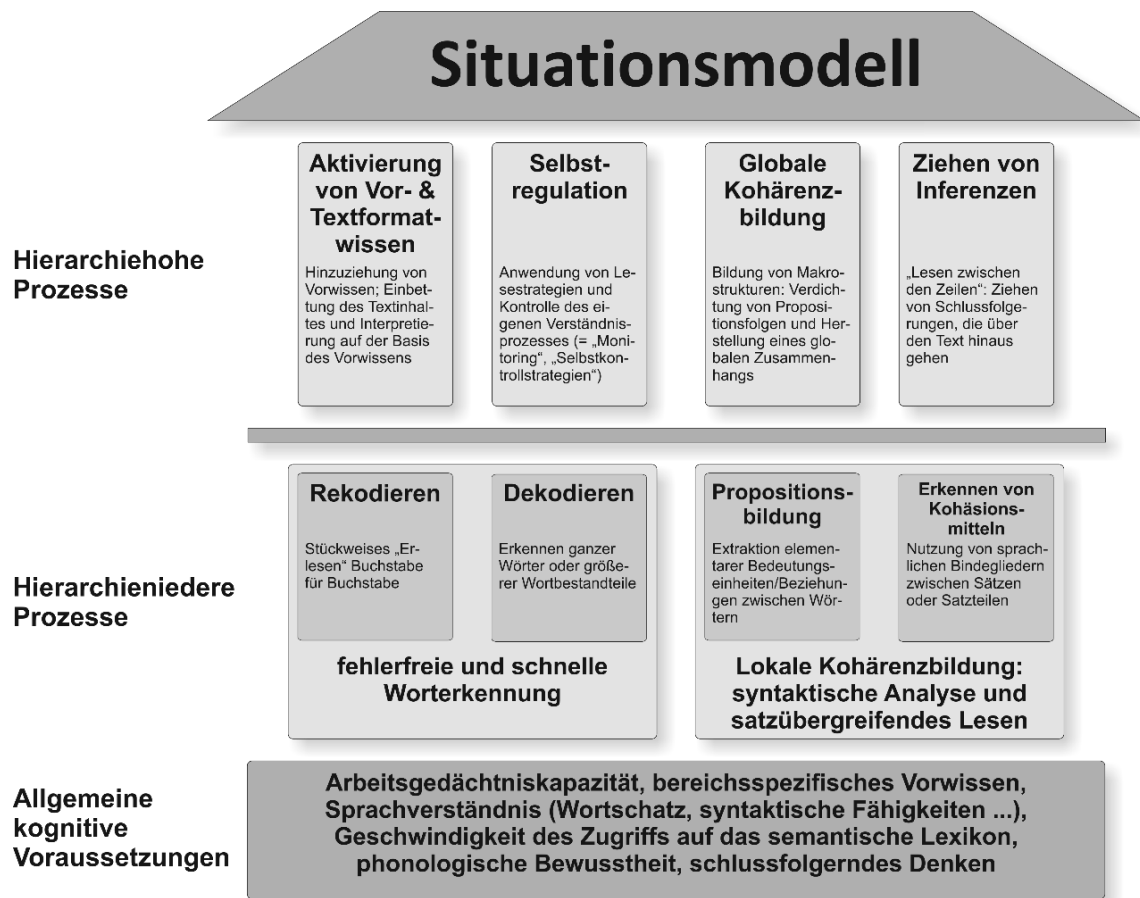 Situationsmodell
Hierarchiehohe
Prozesse
Aktivierung
von Vor- &
Textformat-
wissen
Hinzuziehung von
Vorwissen; Einbet-
tung des Textinhal-
tes und Interpretie-
rung auf der Basis
des Vorwissens
Selbst-
regulation
Anwendung von Le-
sestrategien und
Kontrolle des ei-
genen Verständnis-
prozesses (= „Moni-
toring“, „Selbstkon-
trollstrategien“)
Globale
Kohärenz-
bildung
Bildung von Makro-
strukturen: Verdich-
tung von Proposi-
tionsfolgen und Her-
stellung eines glo-
balen Zusammen-
hangs
Ziehen von
Inferenzen
„Lesen zwischen
den Zeilen“: Ziehen
von Schlussfolge-
rungen, die über
den Text hinaus
gehen
Hierarchieniedere
Prozesse
Rekodieren
Stückweises „Er-
lesen“ Buchstabe
für Buchstabe
Dekodieren
Erkennen ganzer
Wörter oder größe-
rer Wortbestandteile
fehlerfreie und schnelle
Worterkennung
Propositions-
bildung
Extraktion elemen-
tarer Bedeutungs-
einheiten/Beziehun-
gen zwischen Wör-
tern
Erkennen von
Kohäsions-
mitteln
Nutzung von sprach-
lichen Bindegliedern
zwischen Sätzen
oder Satzteilen
Lokale Kohärenzbildung:
syntaktische Analyse und
satzübergreifendes Lesen
Allgemeine
kognitive
Voraussetzungen
Arbeitsgedächtniskapazität, bereichsspezifisches Vorwissen,
Sprachverständnis (Wortschatz, syntaktische Fähigkeiten ...),
Geschwindigkeit des Zugriffs auf das semantische Lexikon,
phonologische Bewusstheit, schlussfolgerndes Denken